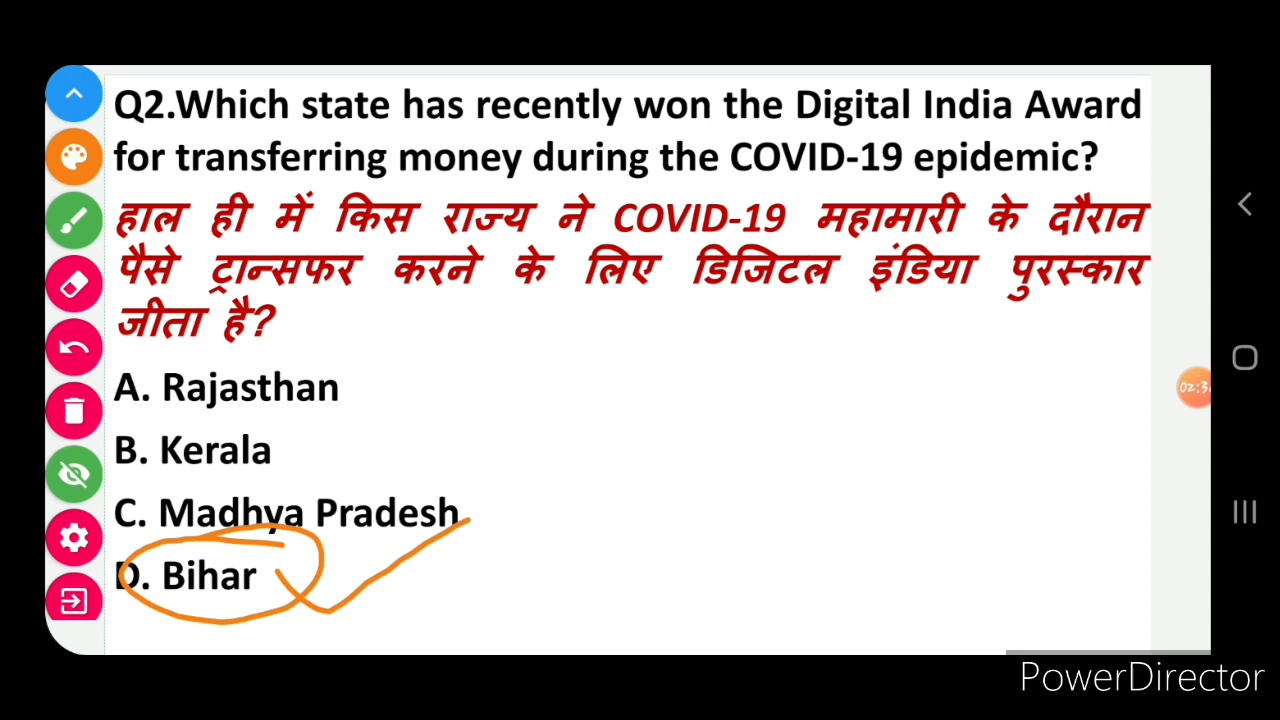 Q2.Which state has recently won the Digital India Award
for transferring money during the COVID-19 epidemic?
हाल ही में किस राज्य ने COVID-19 महामारी के दौरान
पैसे ट्रान्सफर करने के लिए डिजिटल इंडिया पुरस्कार
जीता है?
A. Rajasthan
B. Kerala
C. Madhya Pradesh
D. Bihar
PowerDirector